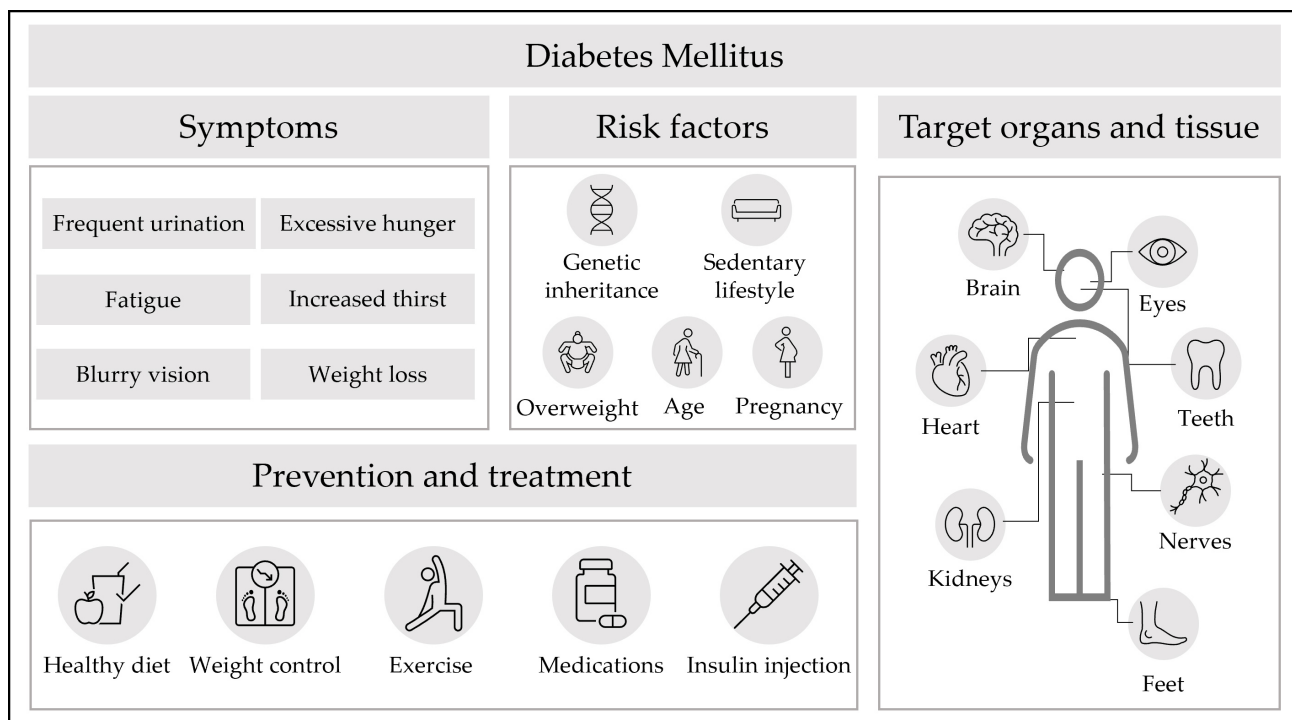 Diabetes Mellitus
Symptoms
Frequent urination
Excessive hunger
Fatigue
Increased thirst
Blurry vision
Weight loss
Risk factors
Genetic
inheritance
Sedentary
lifestyle
Overweight
Age
Pregnancy
Target organs and tissue
Brain
Eyes
Heart
Teeth
Kidneys
Nerves
Feet
Prevention and treatment
Healthy diet
Weight control
Exercise
Medications
Insulin injection